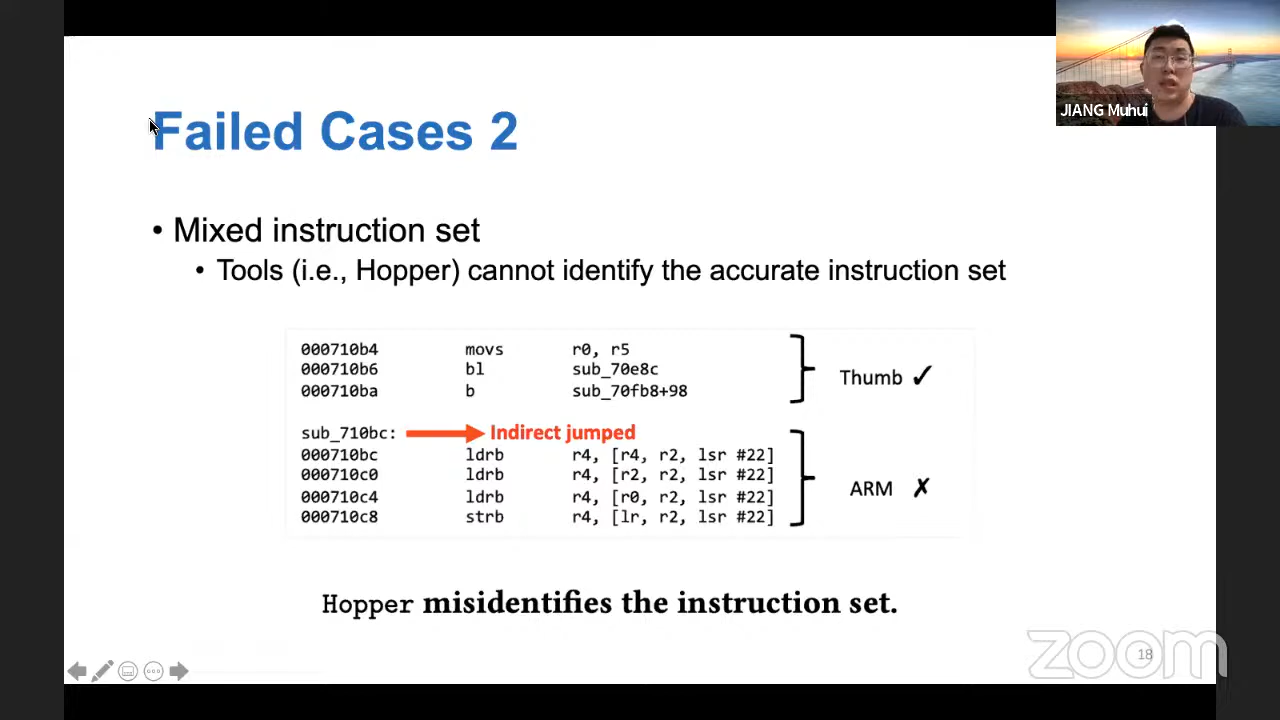 JIANG Muhui
Failed Cases 2
• Mixed instruction set
• Tools (i.e., Hopper) cannot identify the accurate instruction set
000710b4 movs r0, r5
000710b6 bl sub_70e8c
000710ba b sub_70fb8+98
Thumb ✓
sub_710bc: Indirect jumped
000710bc ldrb r4, [r4, r2, lsr #22]
000710c0 ldrb r4, [r2, r2, lsr #22]
000710c4 ldrb r4, [r0, r2, lsr #22]
000710c8 strb r4, [lr, r2, lsr #22]
ARM ✗
Hopper misidentifies the instruction set.
zoom
18